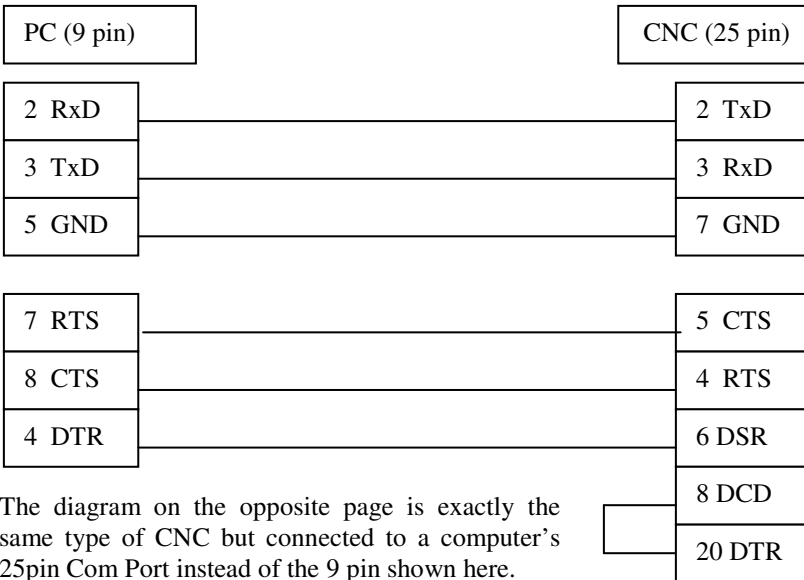 PC (9 pin) CNC (25 pin)
2 RxD 2 TxD
3 TxD 3 RxD
5 GND 7 GND
7 RTS 5 CTS
8 CTS 4 RTS
4 DTR 6 DSR
8 DCD
20 DTR
The diagram on the opposite page is exactly the
same type of CNC but connected to a computer's
25pin Com Port instead of the 9 pin shown here.